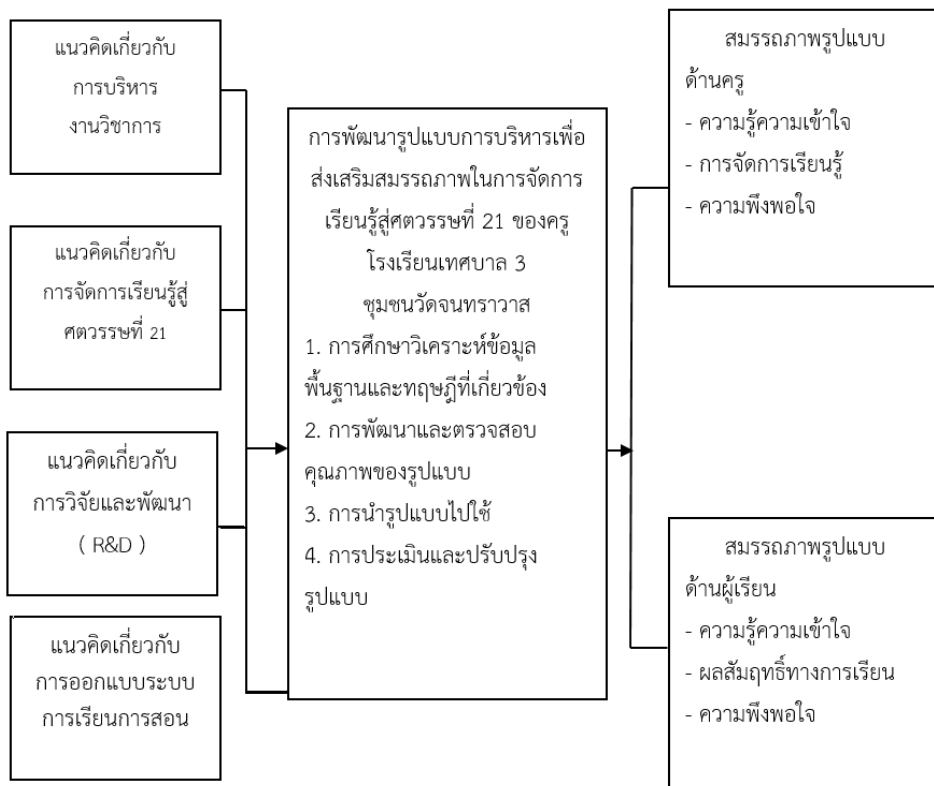 แนวคิดเกี่ยวกับ
การบริหาร
งานวิชาการ
แนวคิดเกี่ยวกับ
การจัดการเรียนรู้สู่
ศตวรรษที่ 21
แนวคิดเกี่ยวกับ
การวิจัยและพัฒนา
( R&D )
แนวคิดเกี่ยวกับ
การออกแบบระบบ
การเรียนการสอน
การพัฒนารูปแบบการบริหารเพื่อ
ส่งเสริมสมรรถภาพในการจัดการ
เรียนรู้สู่ศตวรรษที่ 21 ของครู
โรงเรียนเทศบาล 3
ชุมชนวัดจนทราวาส
1. การศึกษาวิเคราะห์ข้อมูล
พื้นฐานและทฤษฎีที่เกี่ยวข้อง
2. การพัฒนาและตรวจสอบ
คุณภาพของรูปแบบ
3. การนำรูปแบบไปใช้
4. การประเมินและปรับปรุง
รูปแบบ
สมรรถภาพรูปแบบ
ด้านครู
- ความรู้ความเข้าใจ
- การจัดการเรียนรู้
- ความพึงพอใจ
สมรรถภาพรูปแบบ
ด้านผู้เรียน
- ความรู้ความเข้าใจ
- ผลสัมฤทธิ์ทางการเรียน
- ความพึงพอใจ